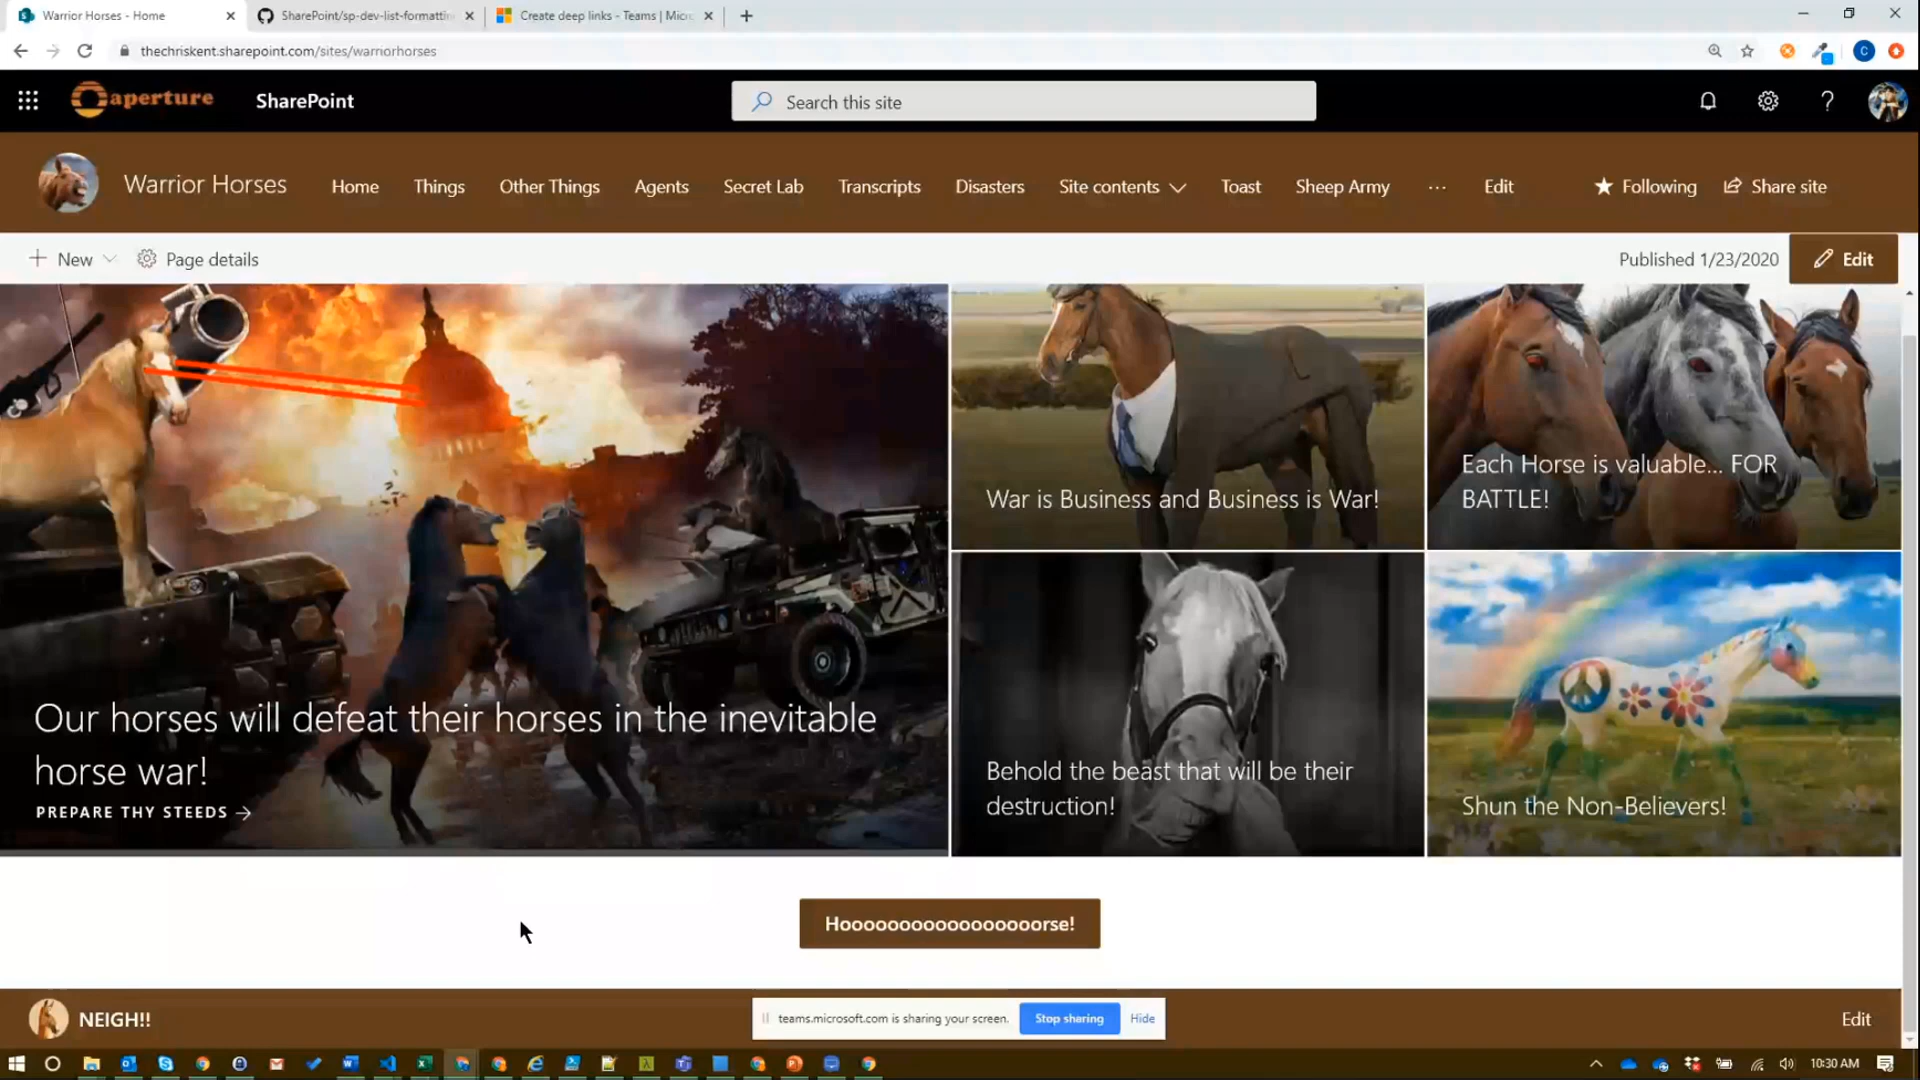 Warrior Horses - Home
SharePoint/sp-dev-list-formattin
Create deep links - Teams | Micr
thechriskent.sharepoint.com/sites/warriorhorses
aperture
SharePoint
Search this site
Warrior Horses
Home
Things
Other Things
Agents
Secret Lab
Transcripts
Disasters
Site contents
Toast
Sheep Army
...
Edit
Following
Share site
New
Page details
Published 1/23/2020
Edit
Our horses will defeat their horses in the inevitable
horse war!
PREPARE THY STEEDS →
War is Business and Business is War!
Each Horse is valuable... FOR
BATTLE!
Behold the beast that will be their
destruction!
Shun the Non-Believers!
Hooooooooooooooooorse!
NEIGH!!
teams.microsoft.com is sharing your screen.
Stop sharing
Hide
Edit
10:30 AM